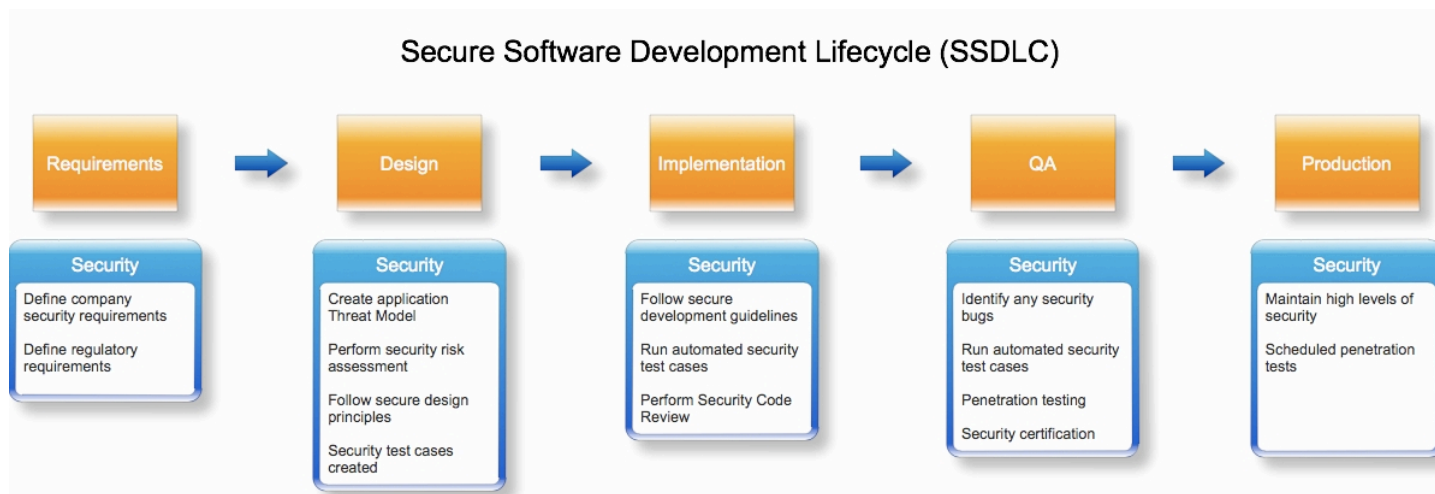 Secure Software Development Lifecycle (SSDLC)
Requirements
Design
Implementation
QA
Production
Security
Define company
security requirements
Define regulatory
requirements
Security
Create application
Threat Model
Perform security risk
assessment
Follow secure design
principles
Security test cases
created
Security
Follow secure
development guidelines
Run automated security
test cases
Perform Security Code
Review
Security
Identify any security
bugs
Run automated security
test cases
Penetration testing
Security certification
Security
Maintain high levels of
security
Scheduled penetration
tests